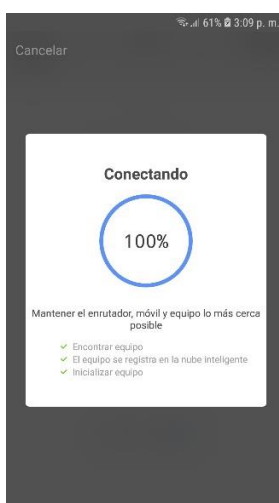 61% 3:09 p. m.
Cancelar
Conectando
100%
Mantener el enrutador, móvil y equipo lo más cerca
posible
Encontrar equipo
El equipo se registra en la nube inteligente
Inicializar equipo